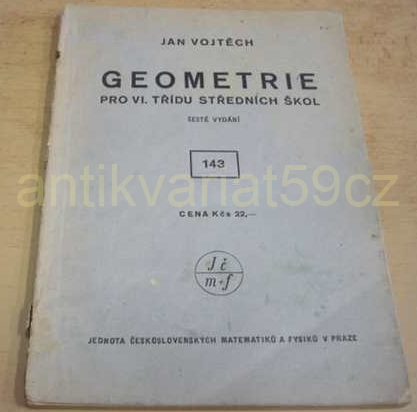 JAN VOJTĚCH
GEOMETRIE
PRO VI. TŘÍDU STŘEDNÍCH ŠKOL
ŠESTÉ VYDÁNÍ
143
antikvariat59cz
CENA Kčs 22,—
J č
m+f
JEDNOTA ČESKOSLOVENSKÝCH MATEMATIKŮ A FYSIKŮ V PRAZE